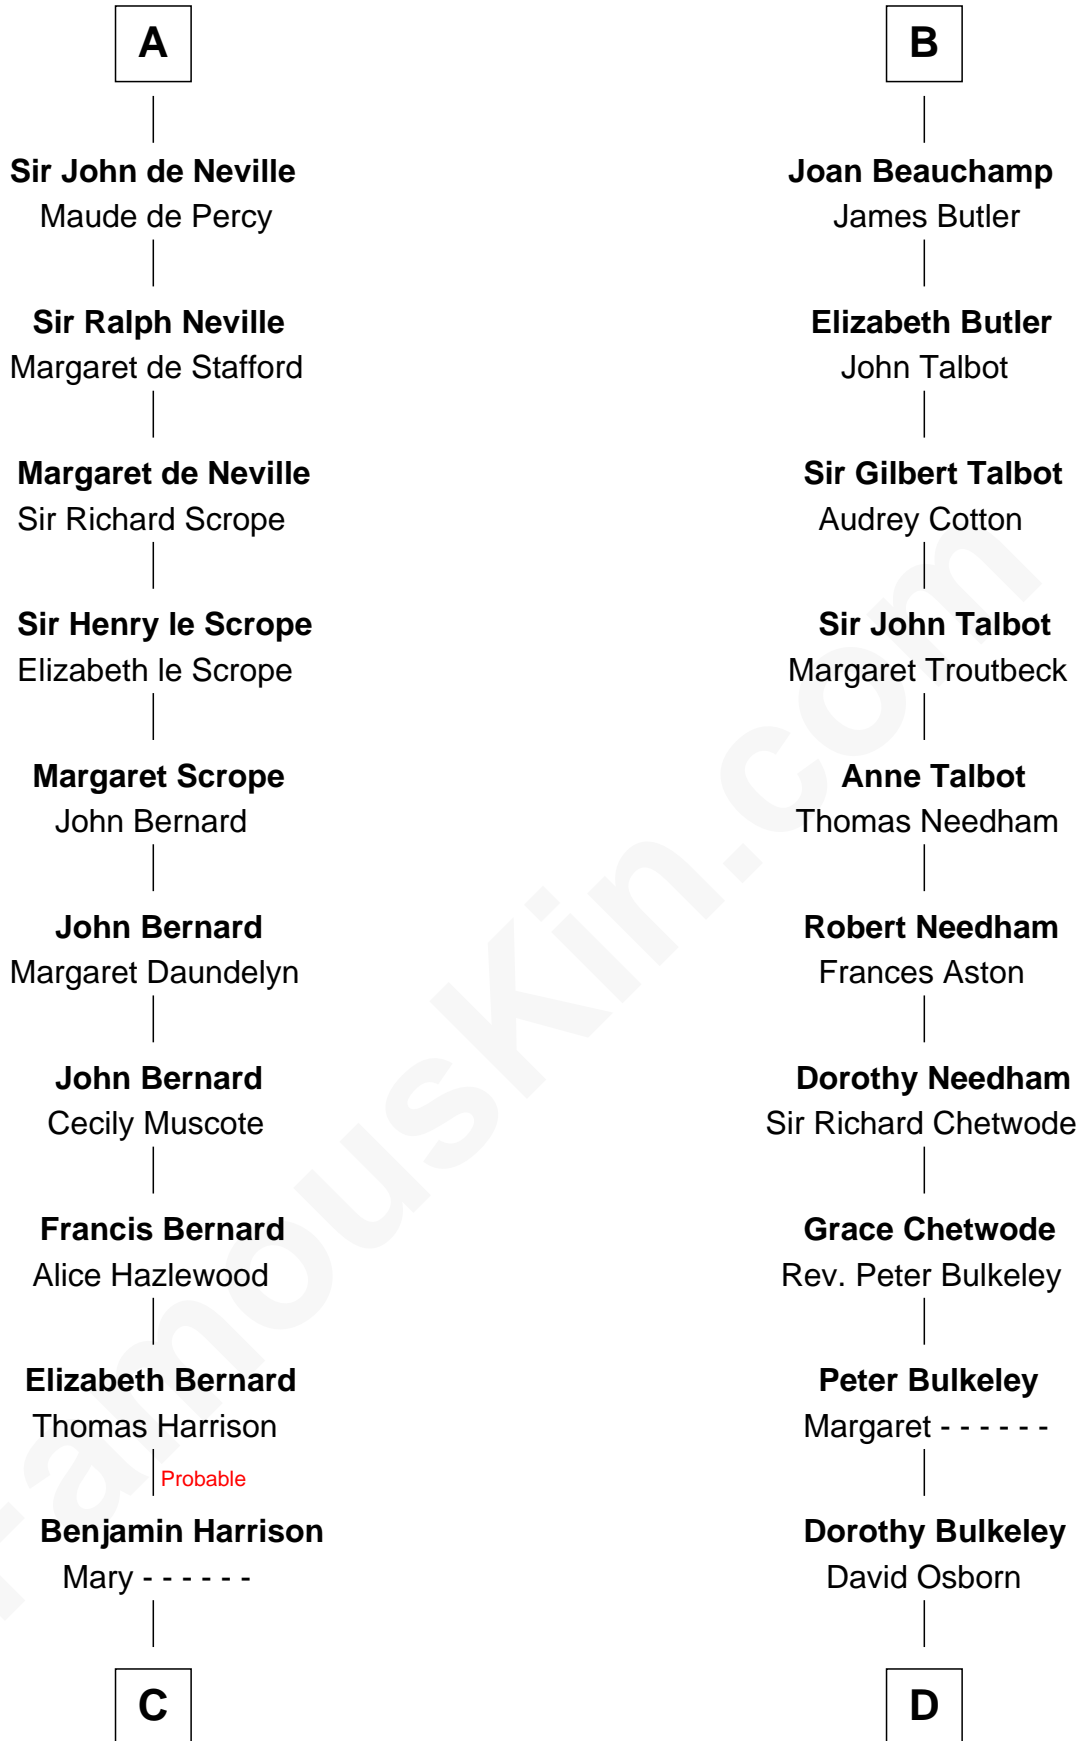 A
Sir John de Neville
Maude de Percy
Sir Ralph Neville
Margaret de Stafford
Margaret de Neville
Sir Richard Scrope
Sir Henry le Scrope
Elizabeth le Scrope
Margaret Scrope
John Bernard
John Bernard
Margaret Daundelyn
John Bernard
Cecily Muscote
Francis Bernard
Alice Hazlewood
Elizabeth Bernard
Thomas Harrison
Probable
Benjamin Harrison
Mary - - - - - -
C
B
Joan Beauchamp
James Butler
Elizabeth Butler
John Talbot
Sir Gilbert Talbot
Audrey Cotton
Sir John Talbot
Margaret Troutbeck
Anne Talbot
Thomas Needham
Robert Needham
Frances Aston
Dorothy Needham
Sir Richard Chetwode
Grace Chetwode
Rev. Peter Bulkeley
Peter Bulkeley
Margaret - - - - - -
Dorothy Bulkeley
David Osborn
D
FamousKin.com